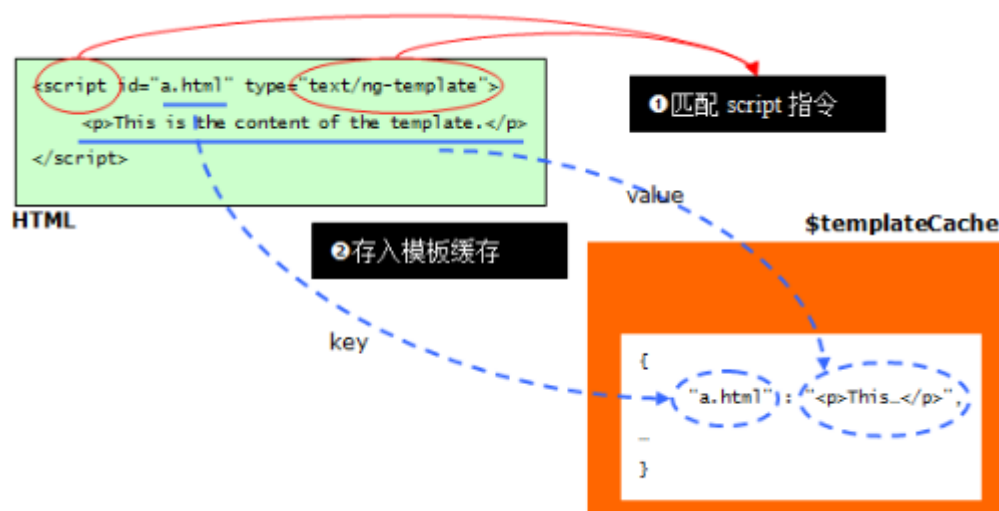 <script id="a.html" type="text/ng-template">
<p>This is the content of the template.</p>
</script>
HTML
❶匹配 script 指令
❷存入模板缓存
value
key
$templateCache
{
"a.html" : "<p>This…</p>",
…
}